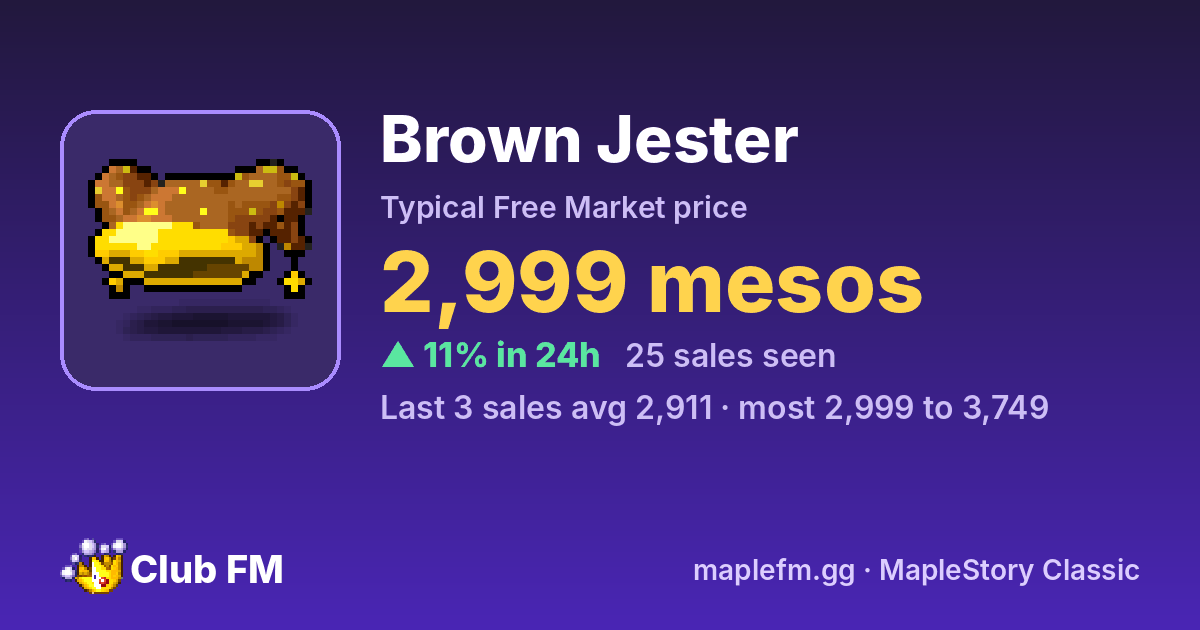 Brown Jester
Typical Free Market price
2,999 mesos
▲ 11% in 24h 25 sales seen
Last 3 sales avg 2,911 · most 2,999 to 3,749
Club FM
maplefm.gg · MapleStory Classic